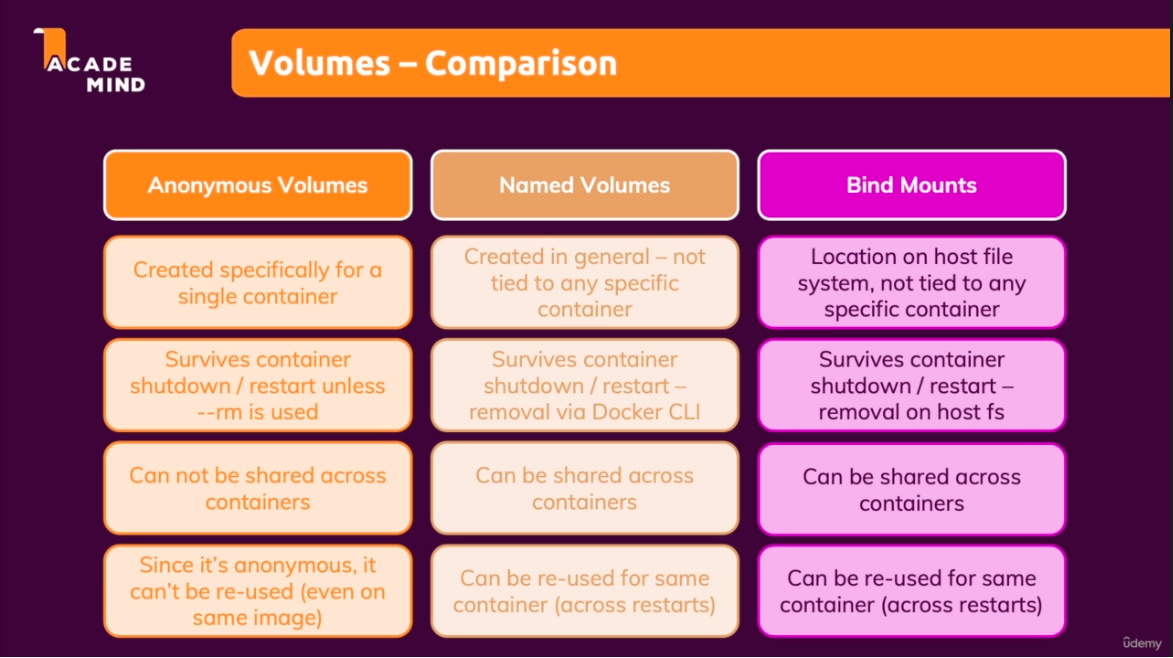 ACADE
MIND
Volumes – Comparison
Anonymous Volumes
Named Volumes
Bind Mounts
Created specifically for a
single container
Created in general – not
tied to any specific
container
Location on host file
system, not tied to any
specific container
Survives container
shutdown / restart unless
--rm is used
Survives container
shutdown / restart –
removal via Docker CLI
Survives container
shutdown / restart –
removal on host fs
Can not be shared across
containers
Can be shared across
containers
Can be shared across
containers
Since it’s anonymous, it
can’t be re-used (even on
same image)
Can be re-used for same
container (across restarts)
Can be re-used for same
container (across restarts)
ûdemy